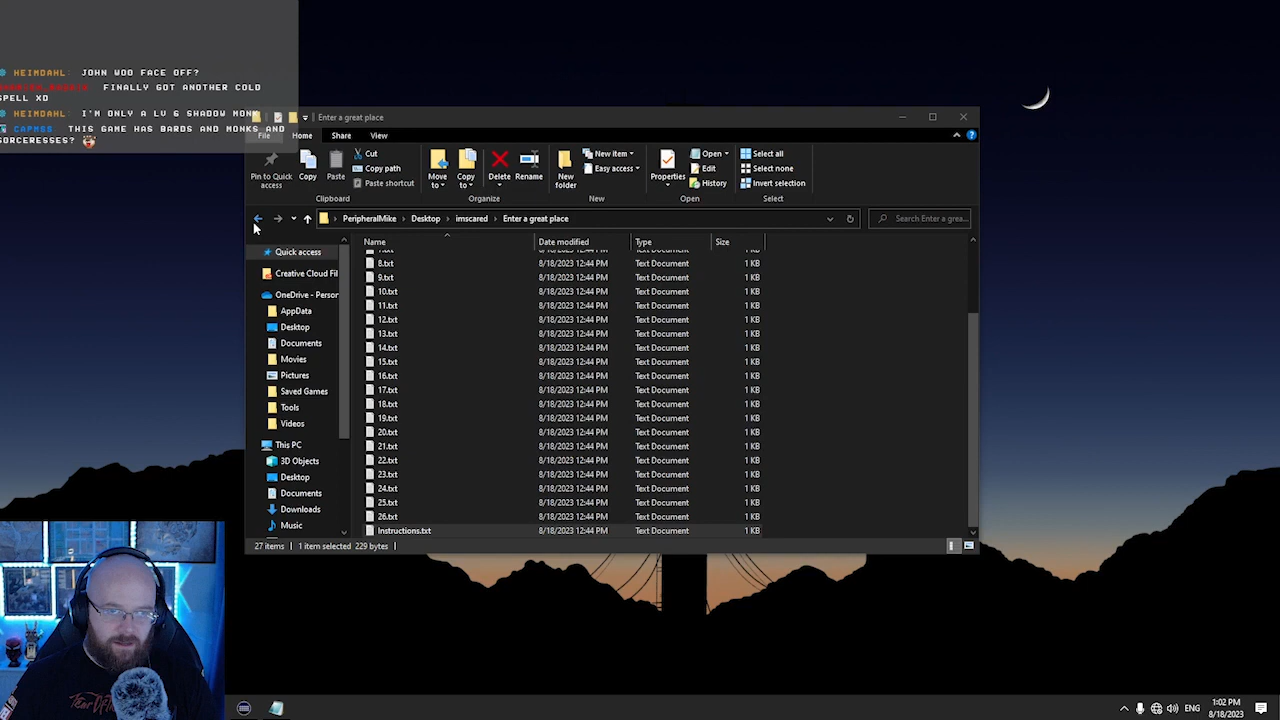 HEIMDAHL: JOHN WOO FACE OFF?
FINALLY GOT ANOTHER COLD
SPELL XD
HEIMDAHL: I'M ONLY A LV 6 SHADOW MONK
CAPNSS THIS GAME HAS BARDS AND MONKS AND
SORCERESSES?
Enter a great place
File Home Share View
Pin to Quick access
Copy
Paste
Cut
Copy path
Paste shortcut
Clipboard
Move to
Copy to
Delete
Rename
Organize
New folder
New item
Easy access
New
Properties
Open
Edit
History
Open
Select all
Select none
Invert selection
Select
PeripheralMike > Desktop > imscared > Enter a great place
Search Enter a grea...
Name Date modified Type Size
Quick access
Creative Cloud Fil
OneDrive - Person
AppData
Desktop
Documents
Movies
Pictures
Saved Games
Tools
Videos
This PC
3D Objects
Desktop
Documents
Downloads
Music
8.txt 8/18/2023 12:44 PM Text Document 1 KB
9.txt 8/18/2023 12:44 PM Text Document 1 KB
10.txt 8/18/2023 12:44 PM Text Document 1 KB
11.txt 8/18/2023 12:44 PM Text Document 1 KB
12.txt 8/18/2023 12:44 PM Text Document 1 KB
13.txt 8/18/2023 12:44 PM Text Document 1 KB
14.txt 8/18/2023 12:44 PM Text Document 1 KB
15.txt 8/18/2023 12:44 PM Text Document 1 KB
16.txt 8/18/2023 12:44 PM Text Document 1 KB
17.txt 8/18/2023 12:44 PM Text Document 1 KB
18.txt 8/18/2023 12:44 PM Text Document 1 KB
19.txt 8/18/2023 12:44 PM Text Document 1 KB
20.txt 8/18/2023 12:44 PM Text Document 1 KB
21.txt 8/18/2023 12:44 PM Text Document 1 KB
22.txt 8/18/2023 12:44 PM Text Document 1 KB
23.txt 8/18/2023 12:44 PM Text Document 1 KB
24.txt 8/18/2023 12:44 PM Text Document 1 KB
25.txt 8/18/2023 12:44 PM Text Document 1 KB
26.txt 8/18/2023 12:44 PM Text Document 1 KB
Instructions.txt 8/18/2023 12:44 PM Text Document 1 KB
27 items 1 item selected 229 bytes
ENG
1:02 PM
8/18/2023